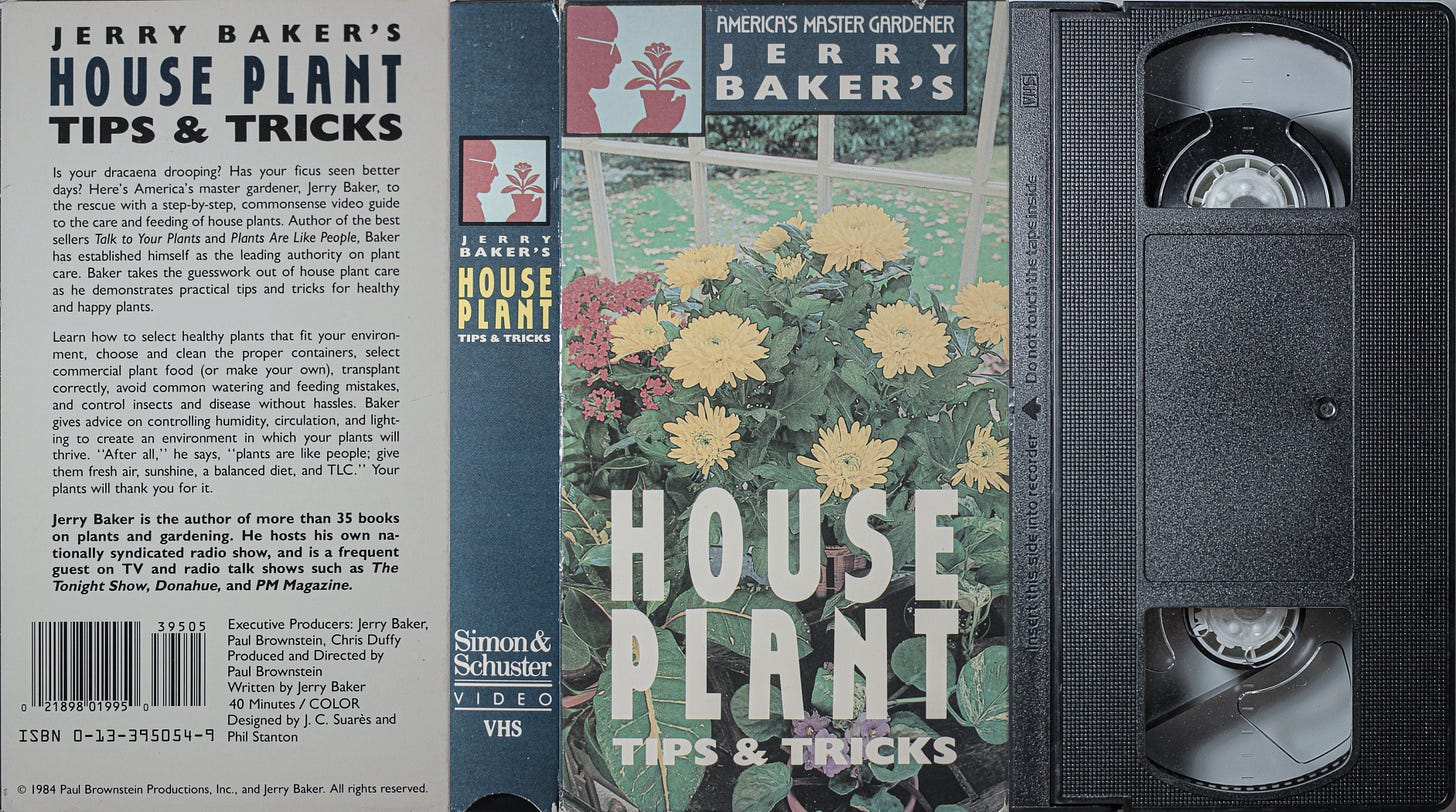 JERRY BAKER'S
HOUSE PLANT
TIPS & TRICKS
Is your dracaena drooping? Has your ficus seen better
days? Here's America's master gardener, Jerry Baker, to
the rescue with a step-by-step, commonsense video guide
to the care and feeding of house plants. Author of the best
sellers Talk to Your Plants and Plants Are Like People, Baker
has established himself as the leading authority on plant
care. Baker takes the guesswork out of house plant care
as he demonstrates practical tips and tricks for healthy
and happy plants.
Learn how to select healthy plants that fit your environ-
ment, choose and clean the proper containers, select
commercial plant food (or make your own), transplant
correctly, avoid common watering and feeding mistakes,
and control insects and disease without hassles. Baker
gives advice on controlling humidity, circulation, and light-
ing to create an environment in which your plants will
thrive. "After all," he says, "plants are like people; give
them fresh air, sunshine, a balanced diet, and TLC." Your
plants will thank you for it.
Jerry Baker is the author of more than 35 books
on plants and gardening. He hosts his own na-
tionally syndicated radio show, and is a frequent
guest on TV and radio talk shows such as The
Tonight Show, Donahue, and PM Magazine.
39505
0 21898 01995 0
ISBN 0-13-395054-9
Executive Producers: Jerry Baker,
Paul Brownstein, Chris Duffy
Produced and Directed by
Paul Brownstein
Written by Jerry Baker
40 Minutes / COLOR
Designed by J. C. Suarès and
Phil Stanton
© 1984 Paul Brownstein Productions, Inc., and Jerry Baker. All rights reserved.
JERRY
BAKER'S
HOUSE
PLANT
TIPS & TRICKS
Simon &
Schuster
VIDEO
VHS
AMERICA'S MASTER GARDENER
JERRY
BAKER'S
HOUSE
PLANT
TIPS & TRICKS
VHS
Do not touch the tape inside
Insert this side into recorder